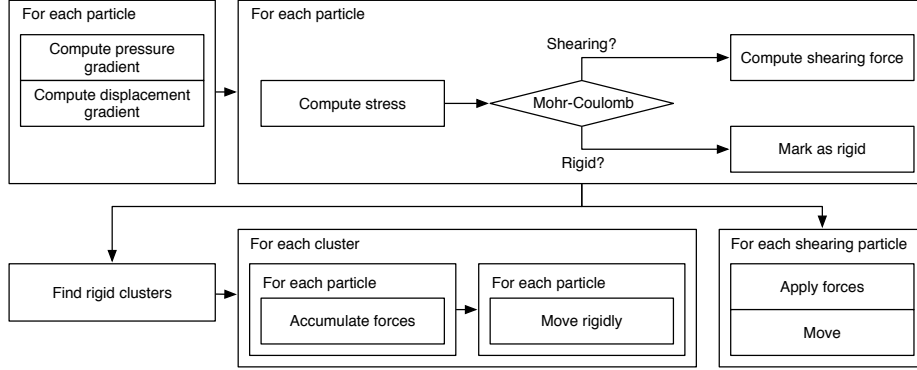 For each particle
Compute pressure
gradient
Compute displacement
gradient
For each particle
Compute stress
Mohr-Coulomb
Shearing?
Compute shearing force
Rigid?
Mark as rigid
Find rigid clusters
For each cluster
For each particle
Accumulate forces
For each particle
Move rigidly
For each shearing particle
Apply forces
Move